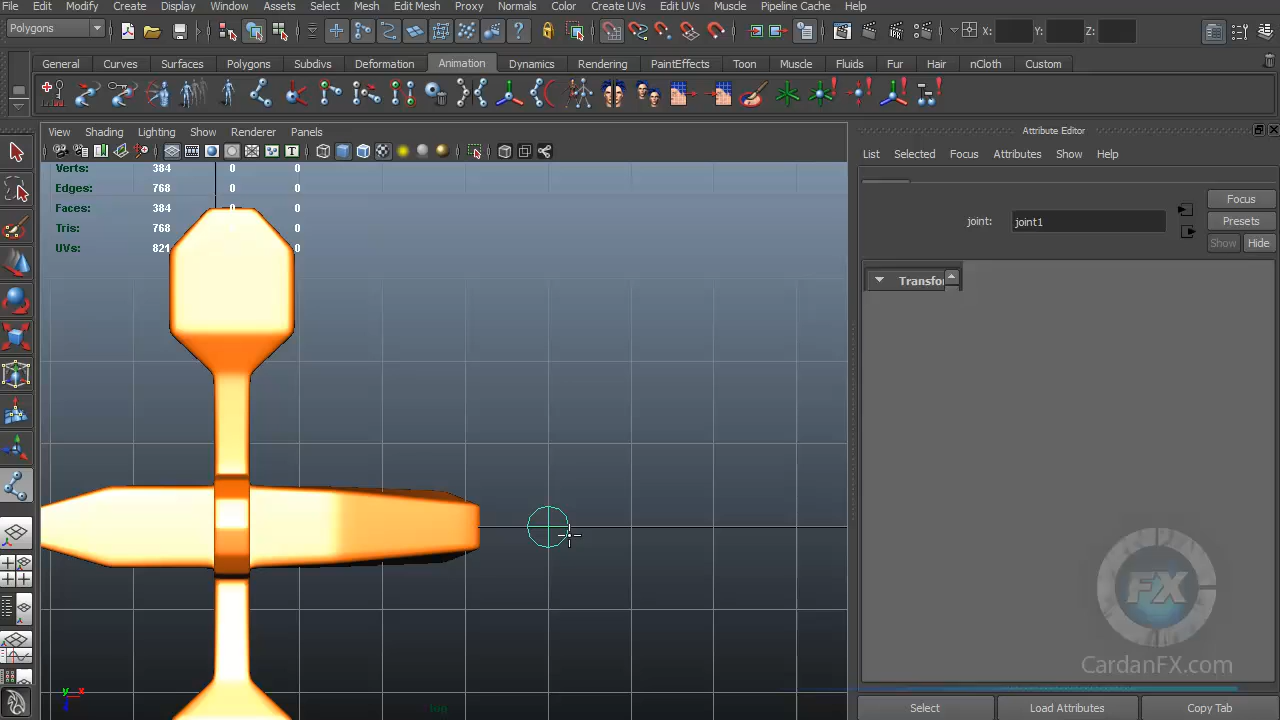 File Edit Modify Create Display Window Assets Select Mesh Edit Mesh Proxy Normals Color Create UVs Edit UVs Muscle Pipeline Cache Help
Polygons X: Y: Z:
General Curves Surfaces Polygons Subdivs Deformation Animation Dynamics Rendering PaintEffects Toon Muscle Fluids Fur Hair nCloth Custom
View Shading Lighting Show Renderer Panels
Attribute Editor
List Selected Focus Attributes Show Help
Verts: 384 0 0
Edges: 768 0 0
Faces: 384 0 0
Tris: 768 0 0
UVs: 821 0
joint: joint1
Focus
Presets
Show Hide
Transfo
FX
CardanFX.com
y x
top
Select Load Attributes Copy Tab